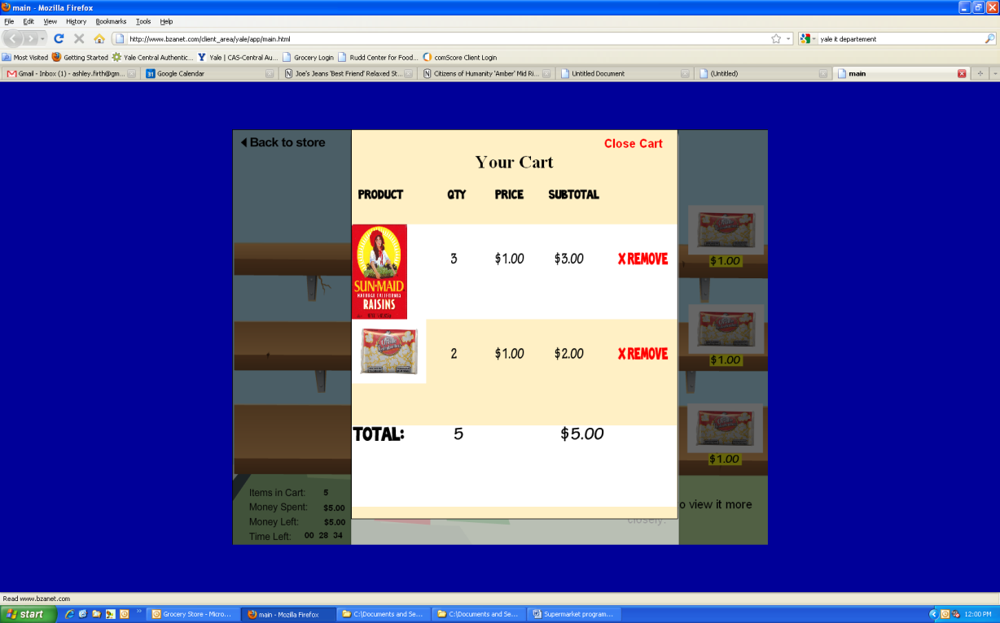 main - Mozilla Firefox
File Edit View History Bookmarks Tools Help
http://www.bzanet.com/client_area/yale/app/main.html
yale it departement
Most Visited Getting Started Yale Central Authentic... Yale | CAS-Central Au... Grocery Login Rudd Center for Food... comScore Client Login
Gmail - Inbox (1) - ashley.firth@gm... Google Calendar Joe's Jeans 'Best Friend' Relaxed St... Citizens of Humanity 'Amber' Mid Ri... Untitled Document (Untitled) main
Back to store
Close Cart
Your Cart
PRODUCT QTY PRICE SUBTOTAL
SUN-MAID
NATURAL CALIFORNIA
RAISINS
3 $1.00 $3.00 X REMOVE
2 $1.00 $2.00 X REMOVE
TOTAL: 5 $5.00
$1.00
$1.00
$1.00
Items in Cart: 5
Money Spent: $5.00
Money Left: $5.00
Time Left: 00 28 34
o view it more
closely.
Read www.bzanet.com
start Grocery Store - Micro... main - Mozilla Firefox C:\Documents and Se... C:\Documents and Se... Supermarket program... 12:00 PM